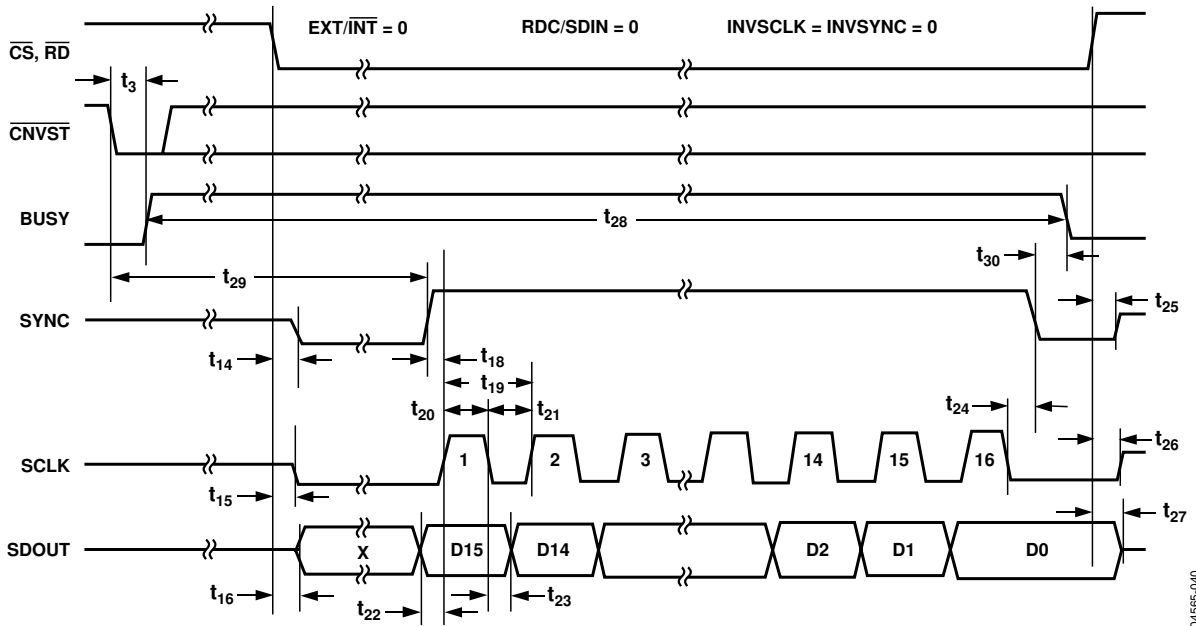 EXT/INT = 0 RDC/SDIN = 0 INVSCLK = INVSYNC = 0
CS, RD
t3
CNVST
BUSY
t28
t30
t29
t25
SYNC
t14
t18
t19
t20
t21
t24
t26
SCLK
1 2 3 14 15 16
t15
t27
SDOUT
X D15 D14 D2 D1 D0
t16
t22
t23
04565-040